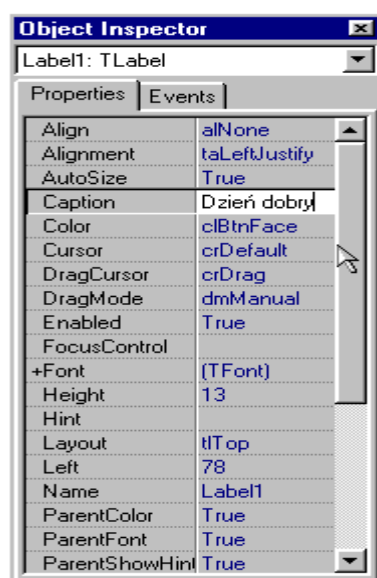 Object Inspector
Label1: TLabel
Properties Events
Align alNone
Alignment taLeftJustify
AutoSize True
Caption Dzień dobry
Color clBtnFace
Cursor crDefault
DragCursor crDrag
DragMode dmManual
Enabled True
FocusControl
+Font (TFont)
Height 13
Hint
Layout tlTop
Left 78
Name Label1
ParentColor True
ParentFont True
ParentShowHint True